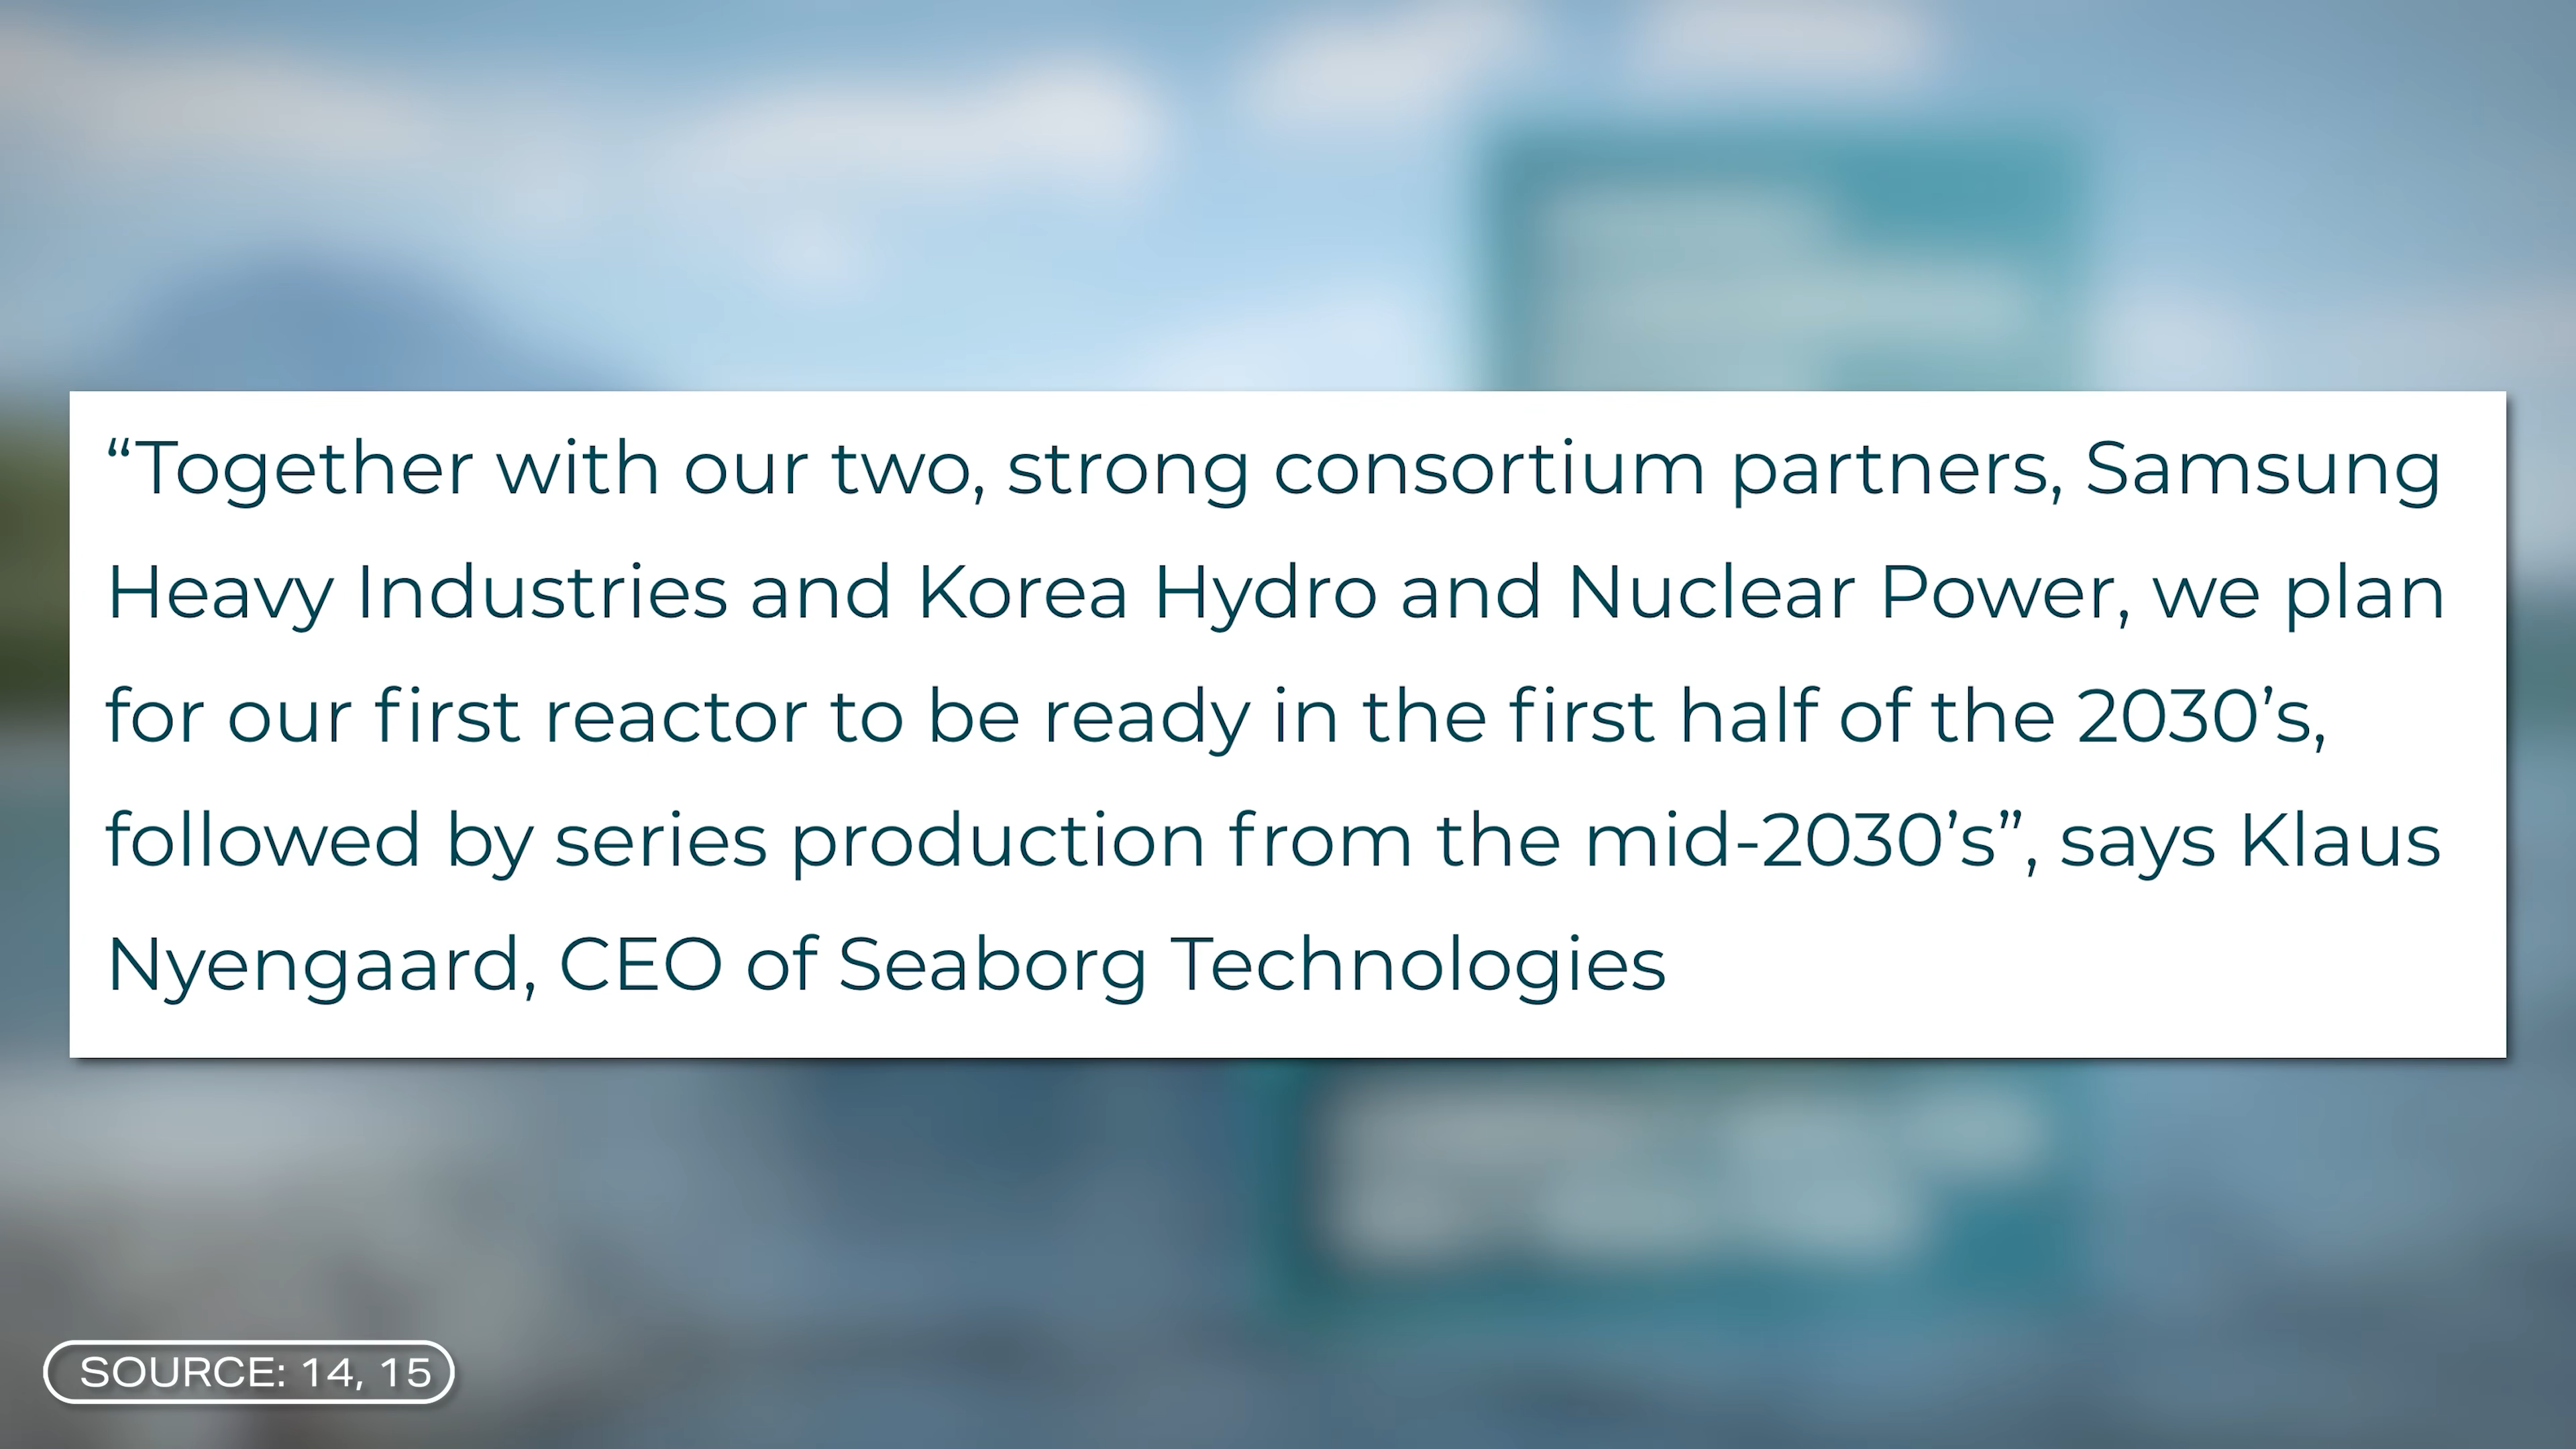 “Together with our two, strong consortium partners, Samsung
Heavy Industries and Korea Hydro and Nuclear Power, we plan
for our first reactor to be ready in the first half of the 2030’s,
followed by series production from the mid-2030’s”, says Klaus
Nyengaard, CEO of Seaborg Technologies
SOURCE: 14, 15